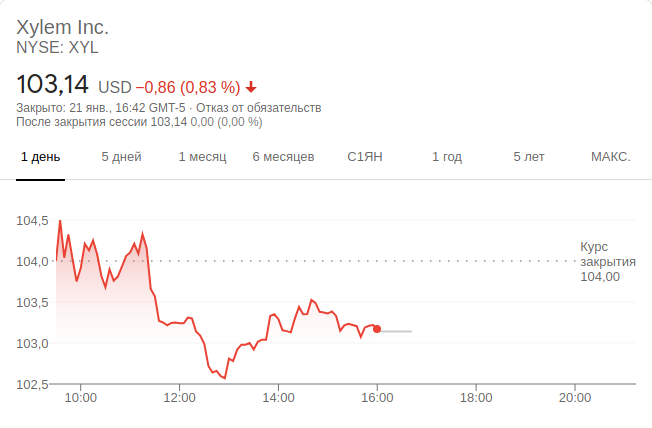 Xylem Inc.
NYSE: XYL
103,14 USD −0,86 (0,83 %)
Закрыто: 21 янв., 16:42 GMT-5 · Отказ от обязательств
После закрытия сессии 103,14 0,00 (0,00 %)
1 день 5 дней 1 месяц 6 месяцев С1ЯН 1 год 5 лет МАКС.
104,5
104,0
103,5
103,0
102,5
Курс
закрытия
104,00
10:00 12:00 14:00 16:00 18:00 20:00